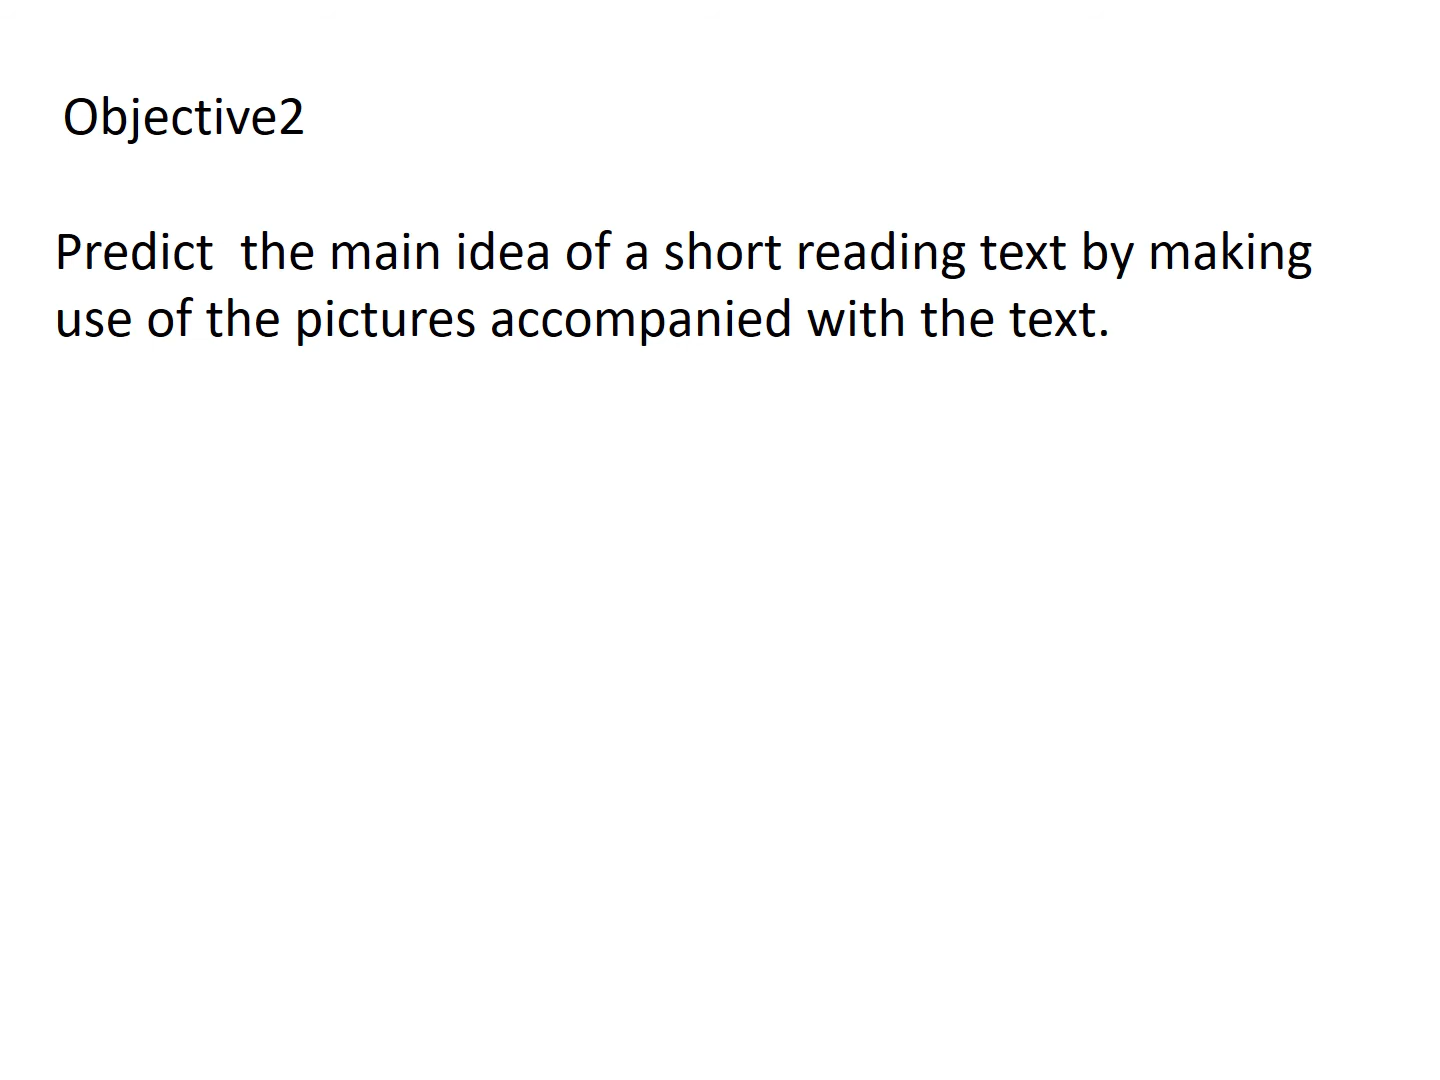 Objective2
Predict  the main idea of a short reading text by making
use of the pictures accompanied with the text.